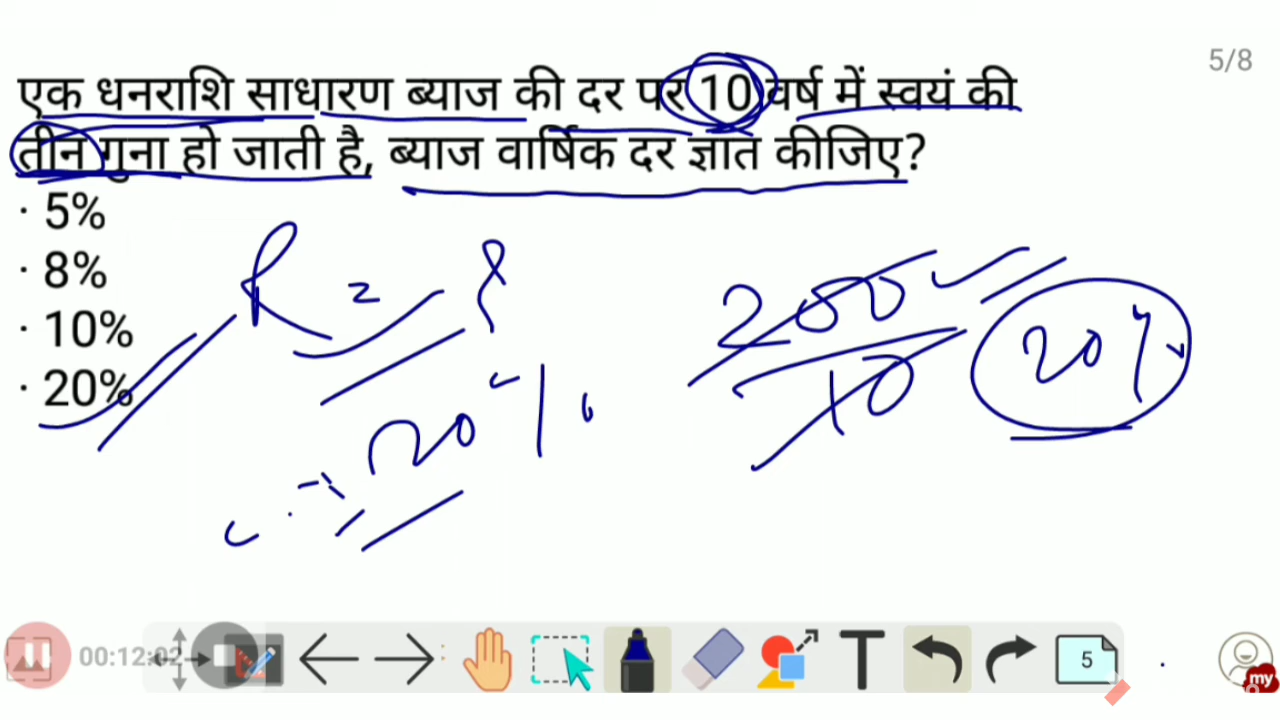 5/8
एक धनराशि साधारण ब्याज की दर पर 10 वर्ष में स्वयं की
तीन गुना हो जाती है, ब्याज वार्षिक दर ज्ञात कीजिए?
· 5%
· 8%
· 10%
· 20%
R =
200
10
20%
20%
00:12:02
T
5
my